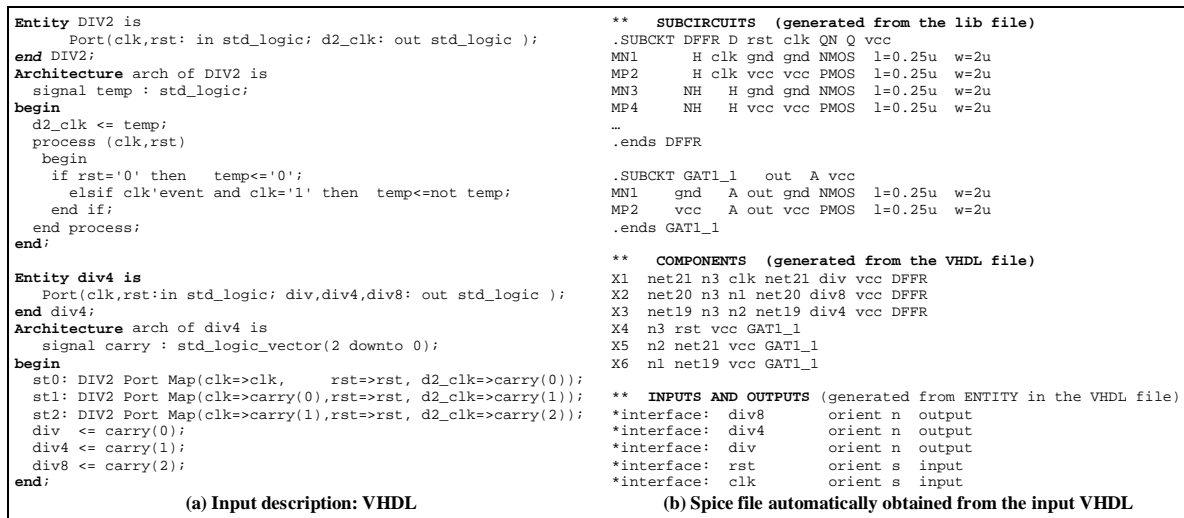 Entity DIV2 is
Port(clk,rst: in std_logic; d2_clk: out std_logic );
end DIV2;
Architecture arch of DIV2 is
signal temp : std_logic;
begin
d2_clk <= temp;
process (clk,rst)
begin
if rst='0' then temp<='0';
elsif clk'event and clk='1' then temp<=not temp;
end if;
end process;
end;
Entity div4 is
Port(clk,rst:in std_logic; div,div4,div8: out std_logic );
end div4;
Architecture arch of div4 is
signal carry : std_logic_vector(2 downto 0);
begin
st0: DIV2 Port Map(clk=>clk, rst=>rst, d2_clk=>carry(0));
st1: DIV2 Port Map(clk=>carry(0),rst=>rst, d2_clk=>carry(1));
st2: DIV2 Port Map(clk=>carry(1),rst=>rst, d2_clk=>carry(2));
div <= carry(0);
div4 <= carry(1);
div8 <= carry(2);
end;
(a) Input description: VHDL
** SUBCIRCUITS (generated from the lib file)
.SUBCKT DFFR D rst clk QN Q vcc
MN1 H clk gnd gnd NMOS l=0.25u w=2u
MP2 H clk vcc vcc PMOS l=0.25u w=2u
MN3 NH H gnd gnd NMOS l=0.25u w=2u
MP4 NH H vcc vcc PMOS l=0.25u w=2u
…
.ends DFFR
.SUBCKT GAT1_1 out A vcc
MN1 gnd A out gnd NMOS l=0.25u w=2u
MP2 vcc A out vcc PMOS l=0.25u w=2u
.ends GAT1_1
** COMPONENTS (generated from the VHDL file)
X1 net21 n3 clk net21 div vcc DFFR
X2 net20 n3 n1 net20 div8 vcc DFFR
X3 net19 n3 n2 net19 div4 vcc DFFR
X4 n3 rst vcc GAT1_1
X5 n2 net21 vcc GAT1_1
X6 n1 net19 vcc GAT1_1
** INPUTS AND OUTPUTS (generated from ENTITY in the VHDL file)
*interface: div8 orient n output
*interface: div4 orient n output
*interface: div orient n output
*interface: rst orient s input
*interface: clk orient s input
(b) Spice file automatically obtained from the input VHDL